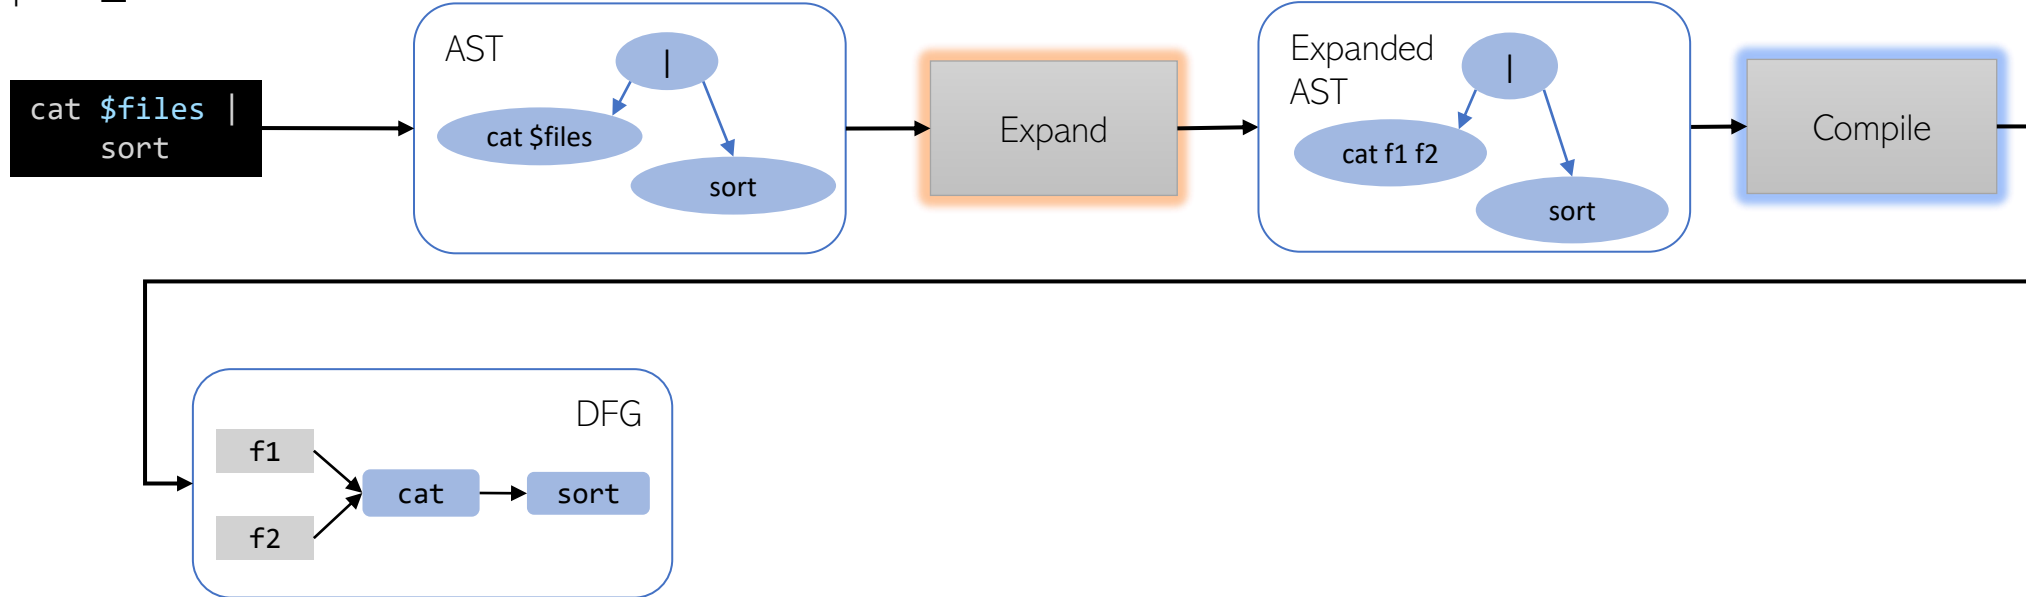 cat $files |
sort
AST
|
cat $files
sort
Expand
Expanded
AST
|
cat f1 f2
sort
Compile
DFG
f1
f2
cat
sort